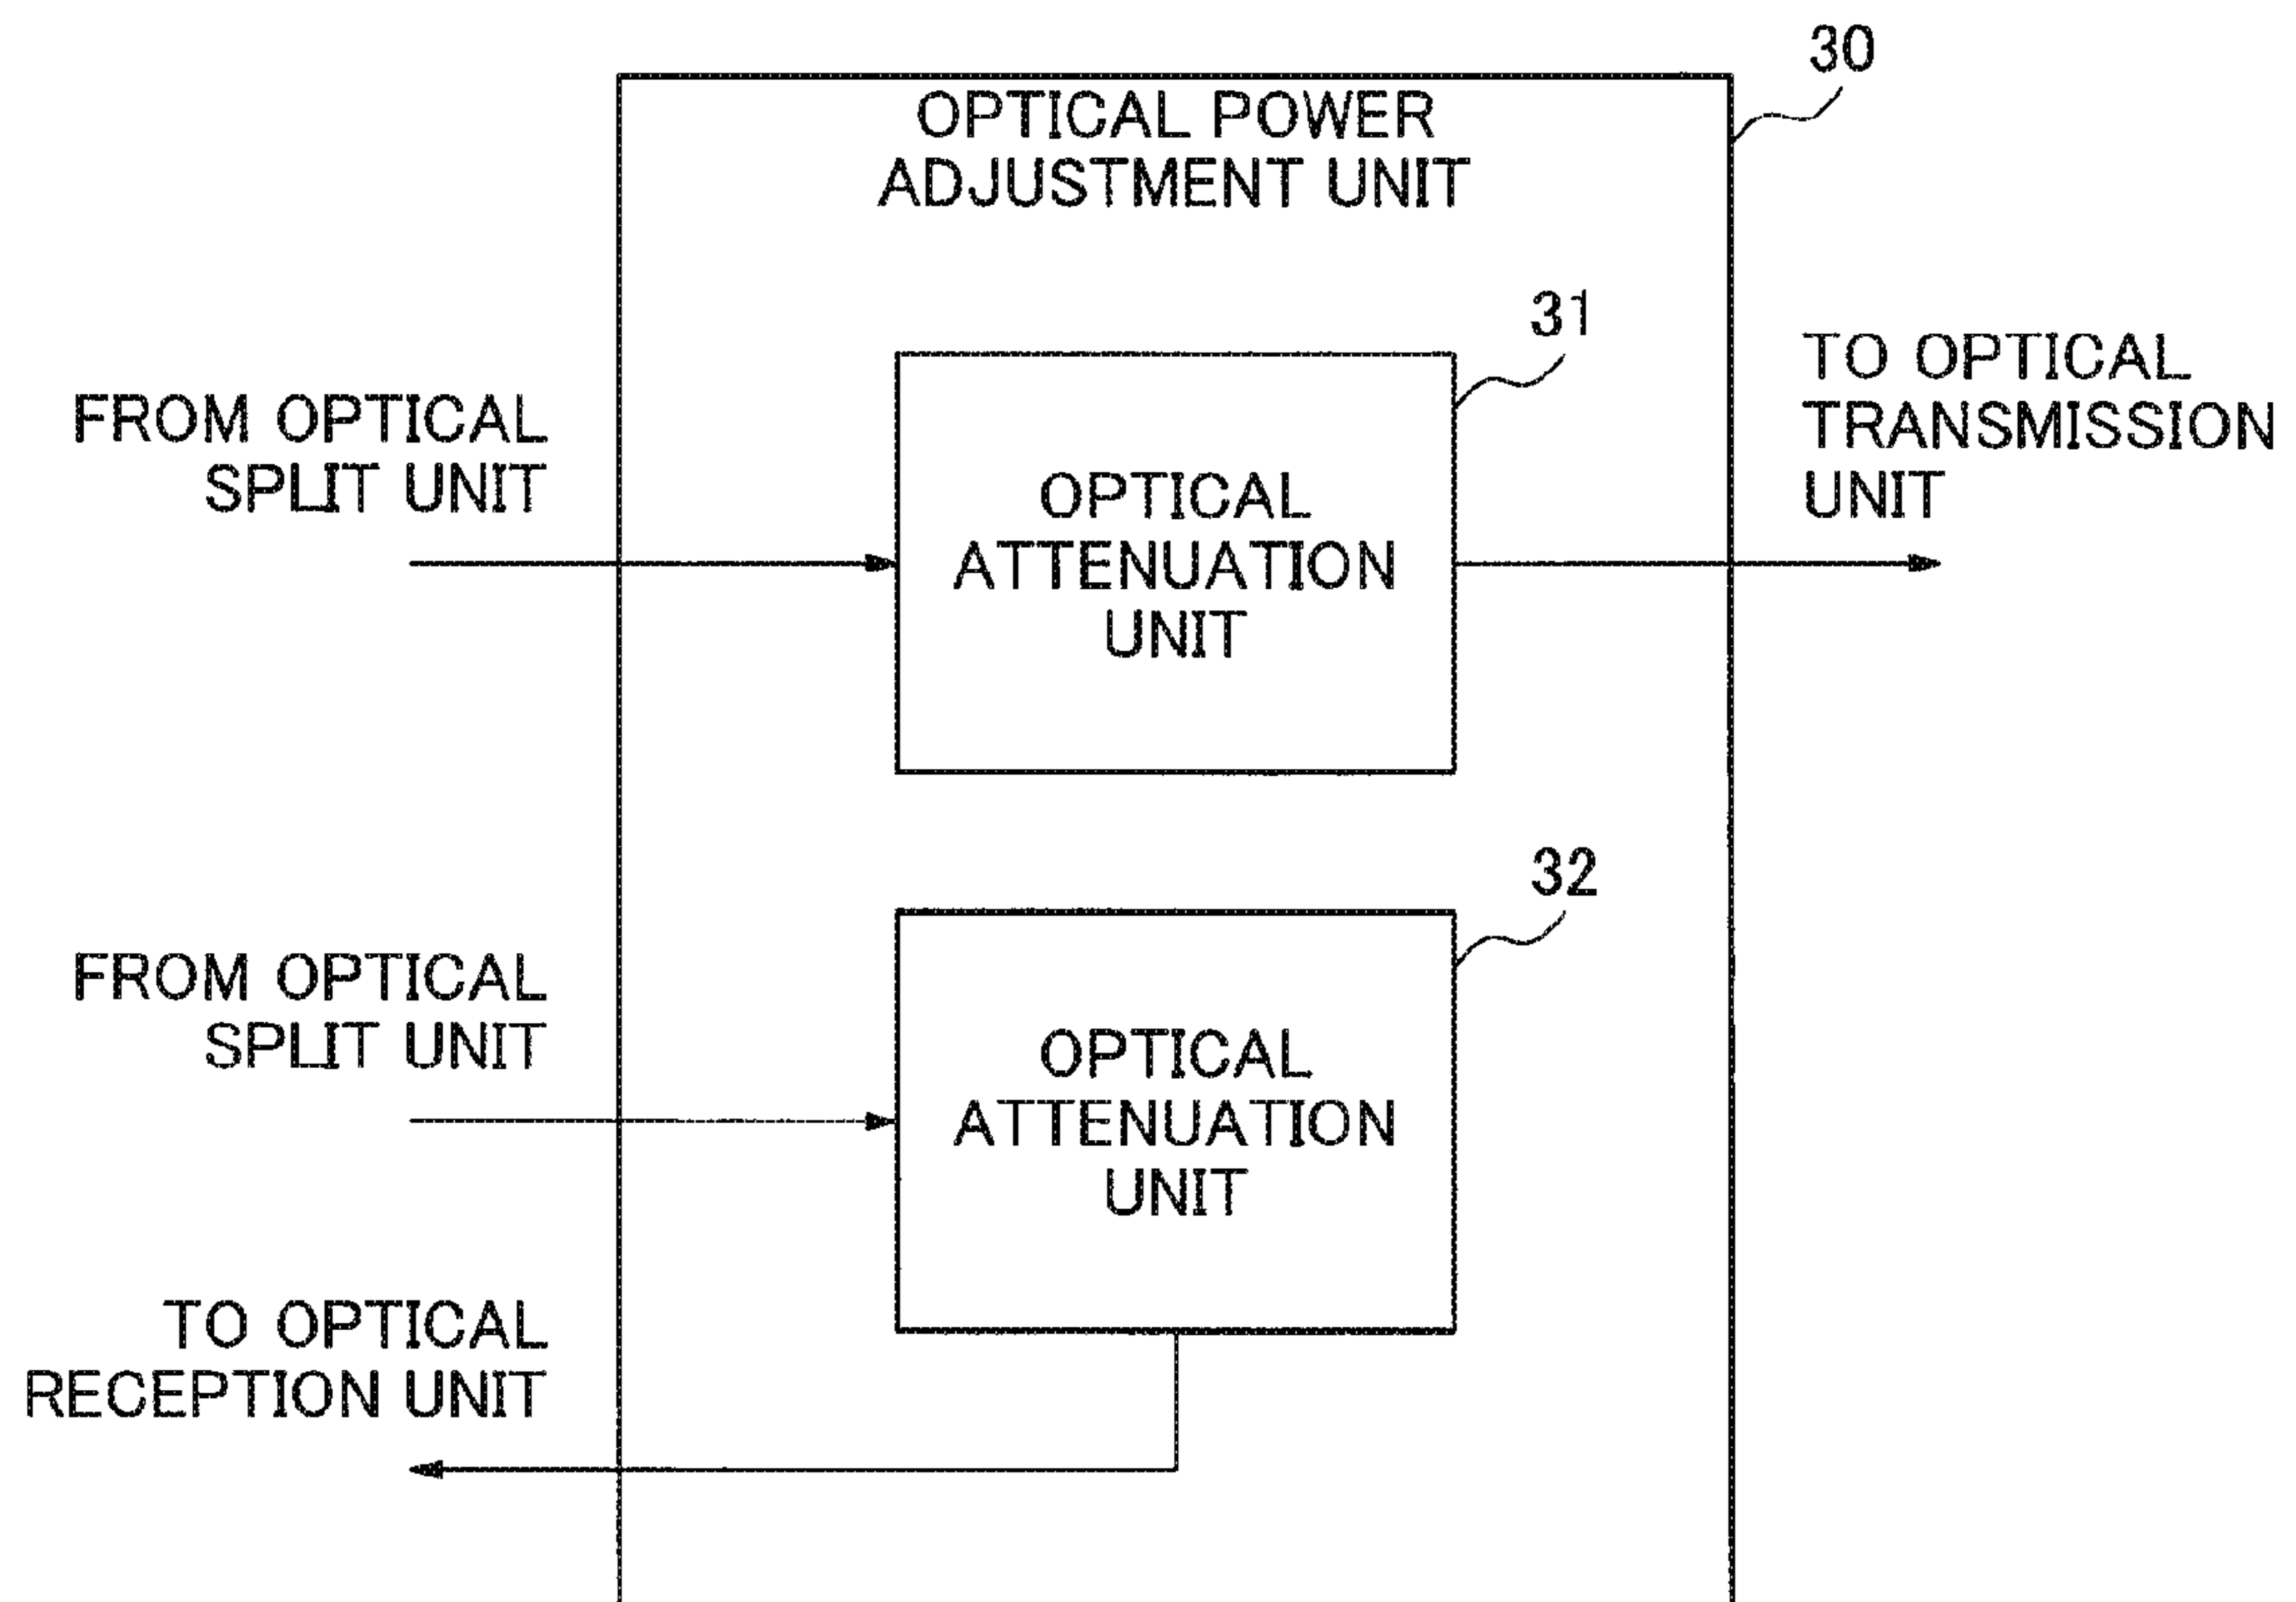 30
OPTICAL POWER
ADJUSTMENT UNIT
31
FROM OPTICAL
SPLIT UNIT
OPTICAL
ATTENUATION
UNIT
TO OPTICAL
TRANSMISSION
UNIT
32
FROM OPTICAL
SPLIT UNIT
OPTICAL
ATTENUATION
UNIT
TO OPTICAL
RECEPTION UNIT